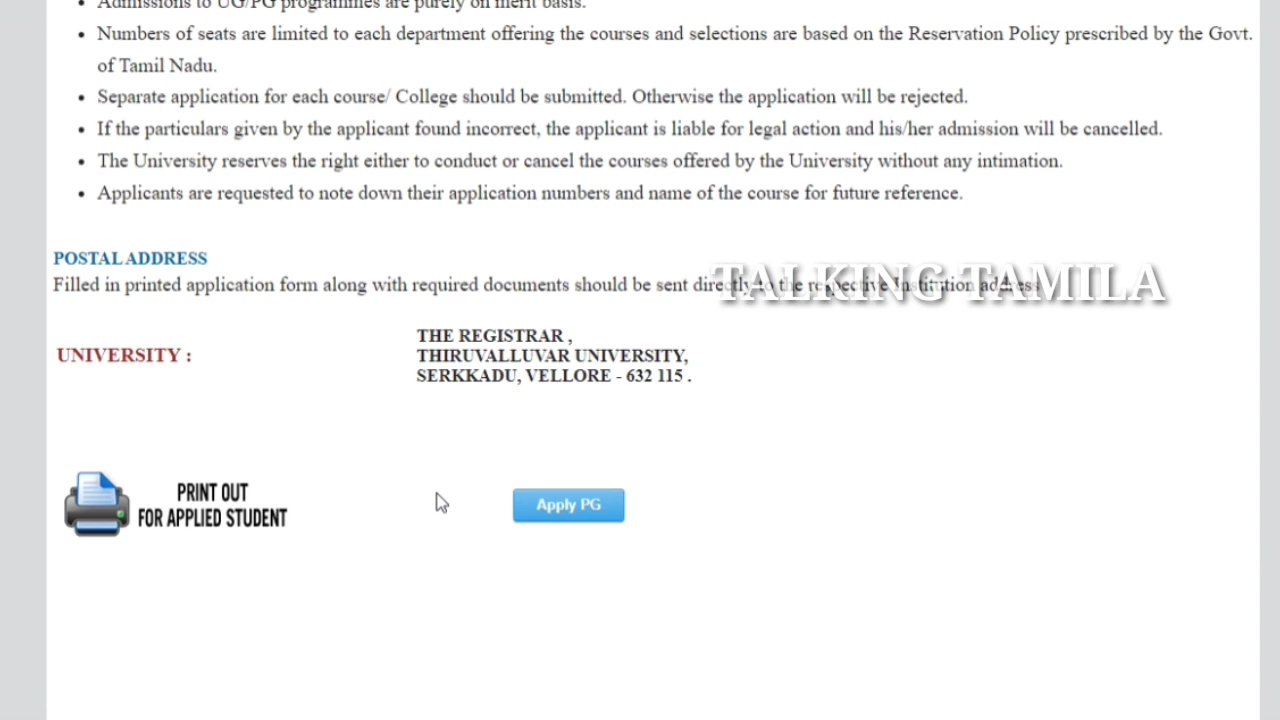 Admissions to UG/PG programmes are purely on merit basis.
Numbers of seats are limited to each department offering the courses and selections are based on the Reservation Policy prescribed by the Govt.
of Tamil Nadu.
Separate application for each course/ College should be submitted. Otherwise the application will be rejected.
If the particulars given by the applicant found incorrect, the applicant is liable for legal action and his/her admission will be cancelled.
The University reserves the right either to conduct or cancel the courses offered by the University without any intimation.
Applicants are requested to note down their application numbers and name of the course for future reference.
POSTAL ADDRESS
Filled in printed application form along with required documents should be sent directly to the respective Institution address
TALKING TAMILA
THE REGISTRAR ,
UNIVERSITY : THIRUVALLUVAR UNIVERSITY,
SERKKADU, VELLORE - 632 115 .
PRINT OUT
FOR APPLIED STUDENT
Apply PG